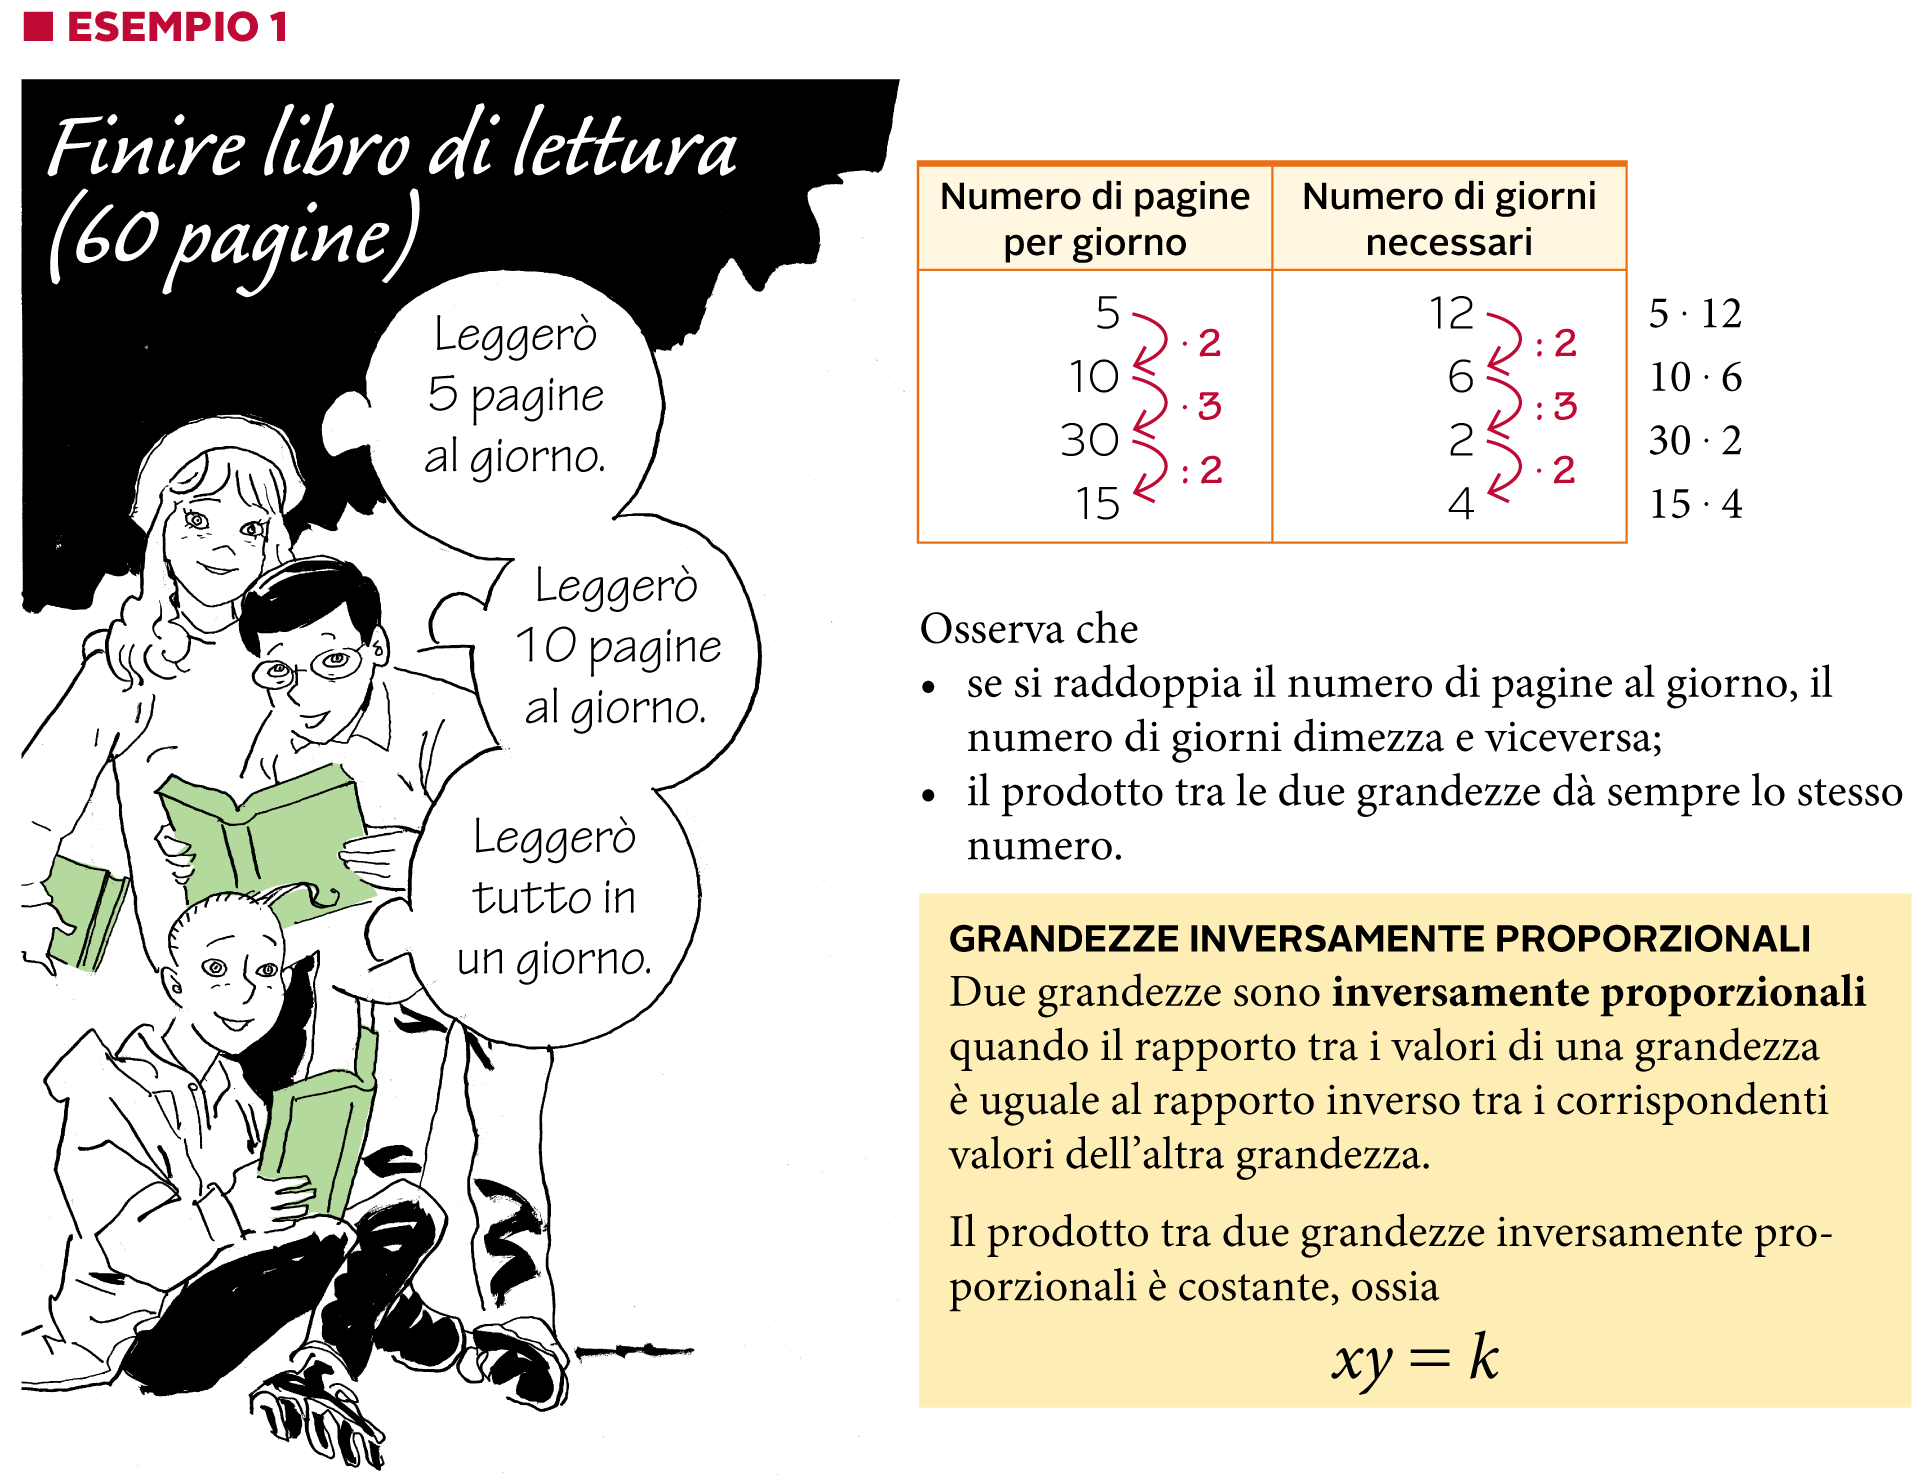 ESEMPIO 1
Finire libro di lettura
(60 pagine)
Leggerò
5 pagine
al giorno.
Leggerò
10 pagine
al giorno.
Leggerò
tutto in
un giorno.
Numero di pagine
per giorno
Numero di giorni
necessari
5 · 2 12 : 2 5 · 12
10 · 3 6 : 3 10 · 6
30 : 2 2 · 2 30 · 2
15 4 15 · 4
Osserva che
• se si raddoppia il numero di pagine al giorno, il
numero di giorni dimezza e viceversa;
• il prodotto tra le due grandezze dà sempre lo stesso
numero.
GRANDEZZE INVERSAMENTE PROPORZIONALI
Due grandezze sono inversamente proporzionali
quando il rapporto tra i valori di una grandezza
è uguale al rapporto inverso tra i corrispondenti
valori dell’altra grandezza.
Il prodotto tra due grandezze inversamente pro-
porzionali è costante, ossia
xy = k